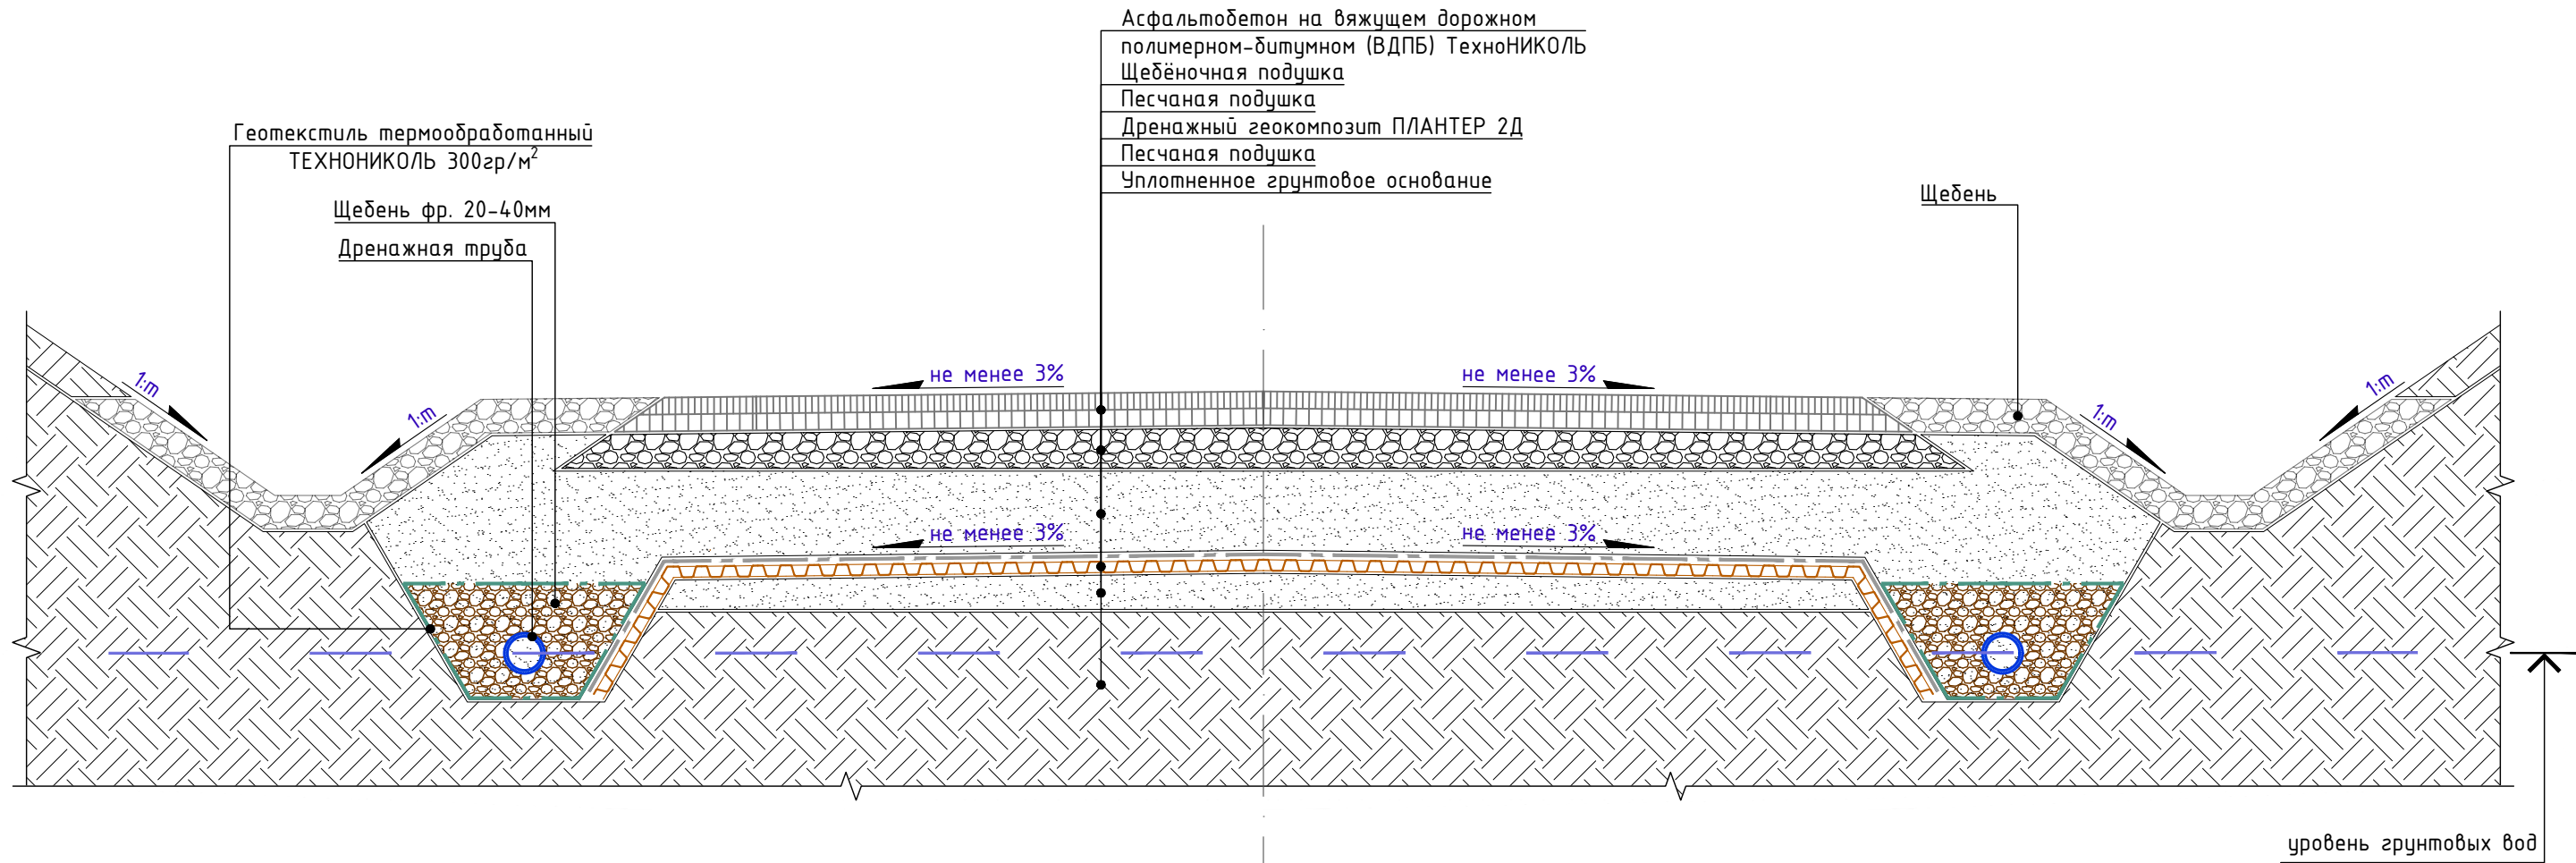 Асфальтобетон на вяжущем дорожном
полимерном-битумном (ВДПБ) ТехноНИКОЛЬ
Щебёночная подушка
Песчаная подушка
Дренажный геокомпозит ПЛАНТЕР 2Д
Песчаная подушка
Уплотненное грунтовое основание
Геотекстиль термообработанный
ТЕХНОНИКОЛЬ 300гр/м²
Щебень фр. 20-40мм
Дренажная труба
Щебень
1:m
1:m
не менее 3%
не менее 3%
1:m
1:m
не менее 3%
не менее 3%
уровень грунтовых вод